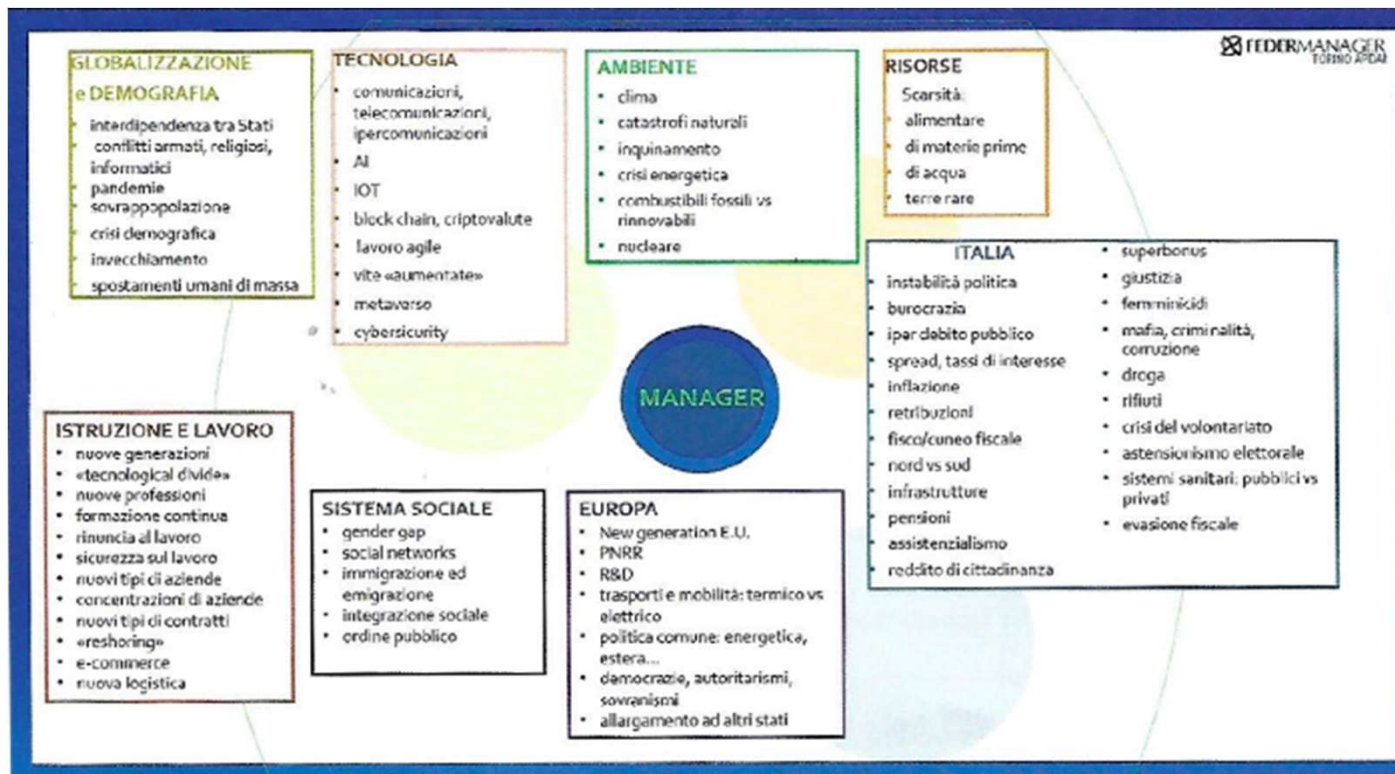 FEDERMANAGER
TORINO APDAI
GLOBALIZZAZIONE
e DEMOGRAFIA
interdipendenza tra Stati
conflitti armati, religiosi,
informatici
pandemie
sovrappopolazione
crisi demografica
invecchiamento
spostamenti umani di massa
TECNOLOGIA
comunicazioni,
telecomunicazioni,
ipercomunicazioni
AI
IOT
block chain, criptovalute
lavoro agile
vite «aumentate»
metaverso
cybersicurity
AMBIENTE
clima
catastrofi naturali
inquinamento
crisi energetica
combustibili fossili vs
rinnovabili
nucleare
RISORSE
Scarsità:
alimentare
di materie prime
di acqua
terre rare
ITALIA
instabilità politica
burocrazia
iper debito pubblico
spread, tassi di interesse
inflazione
retribuzioni
fisco/cuneo fiscale
nord vs sud
infrastrutture
pensioni
assistenzialismo
reddito di cittadinanza
superbonus
giustizia
femminicidi
mafia, criminalità,
corruzione
droga
rifiuti
crisi del volontariato
astensionismo elettorale
sistemi sanitari: pubblici vs
privati
evasione fiscale
MANAGER
ISTRUZIONE E LAVORO
nuove generazioni
«tecnological divide»
nuove professioni
formazione continua
rinuncia al lavoro
sicurezza sul lavoro
nuovi tipi di aziende
concentrazioni di aziende
nuovi tipi di contratti
«reshoring»
e-commerce
nuova logistica
SISTEMA SOCIALE
gender gap
social networks
immigrazione ed
emigrazione
integrazione sociale
ordine pubblico
EUROPA
New generation E.U.
PNRR
R&D
trasporti e mobilità: termico vs
elettrico
politica comune: energetica,
estera...
democrazie, autoritarismi,
sovranismi
allargamento ad altri stati